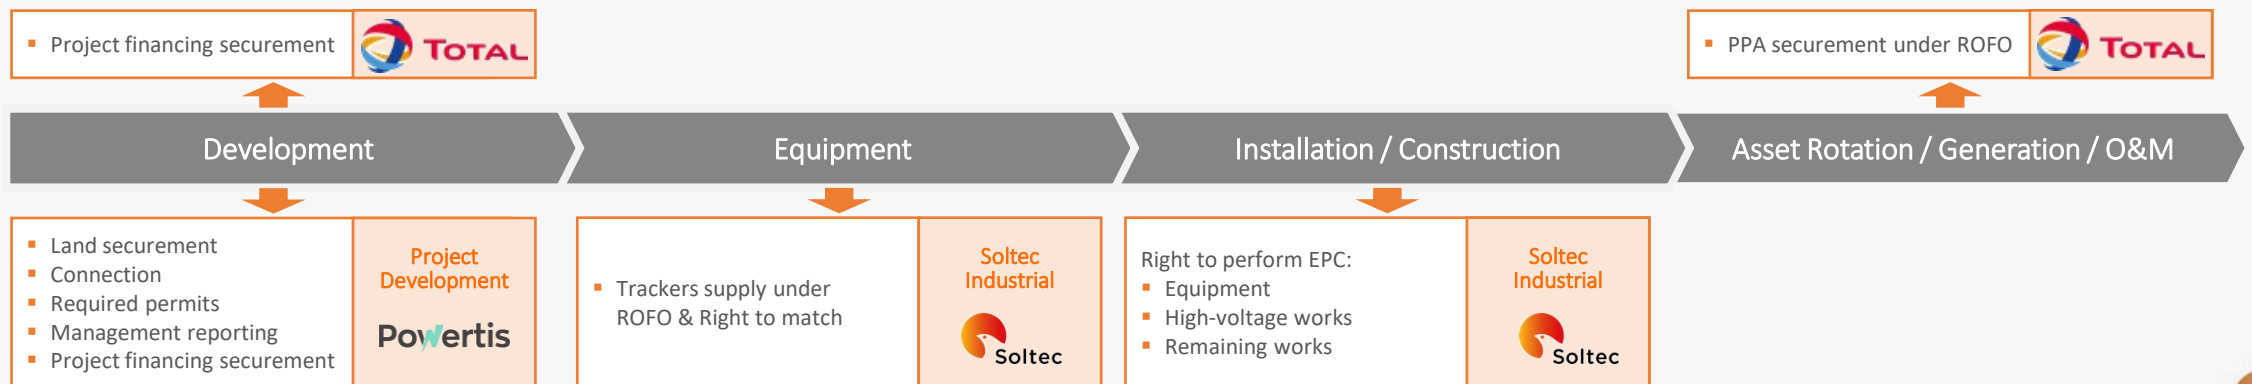 ▪ Project financing securement
TOTAL
▪ PPA securement under ROFO
TOTAL
Development
Equipment
Installation / Construction
Asset Rotation / Generation / O&M
▪ Land securement
▪ Connection
▪ Required permits
▪ Management reporting
▪ Project financing securement
Project
Development
Powertis
▪ Trackers supply under
ROFO & Right to match
Soltec
Industrial
Soltec
Right to perform EPC:
▪ Equipment
▪ High-voltage works
▪ Remaining works
Soltec
Industrial
Soltec